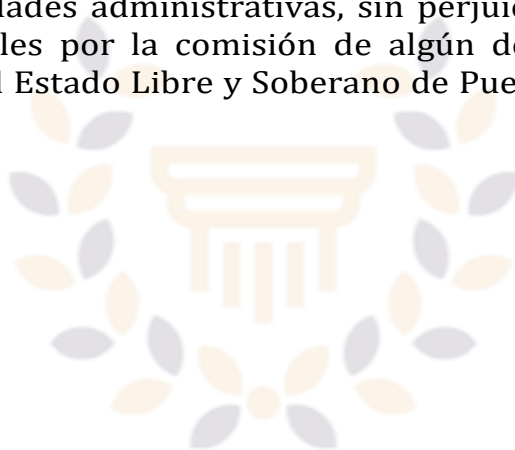 dades administrativas, sin perjuic
les por la comisión de algún de
l Estado Libre y Soberano de Pue